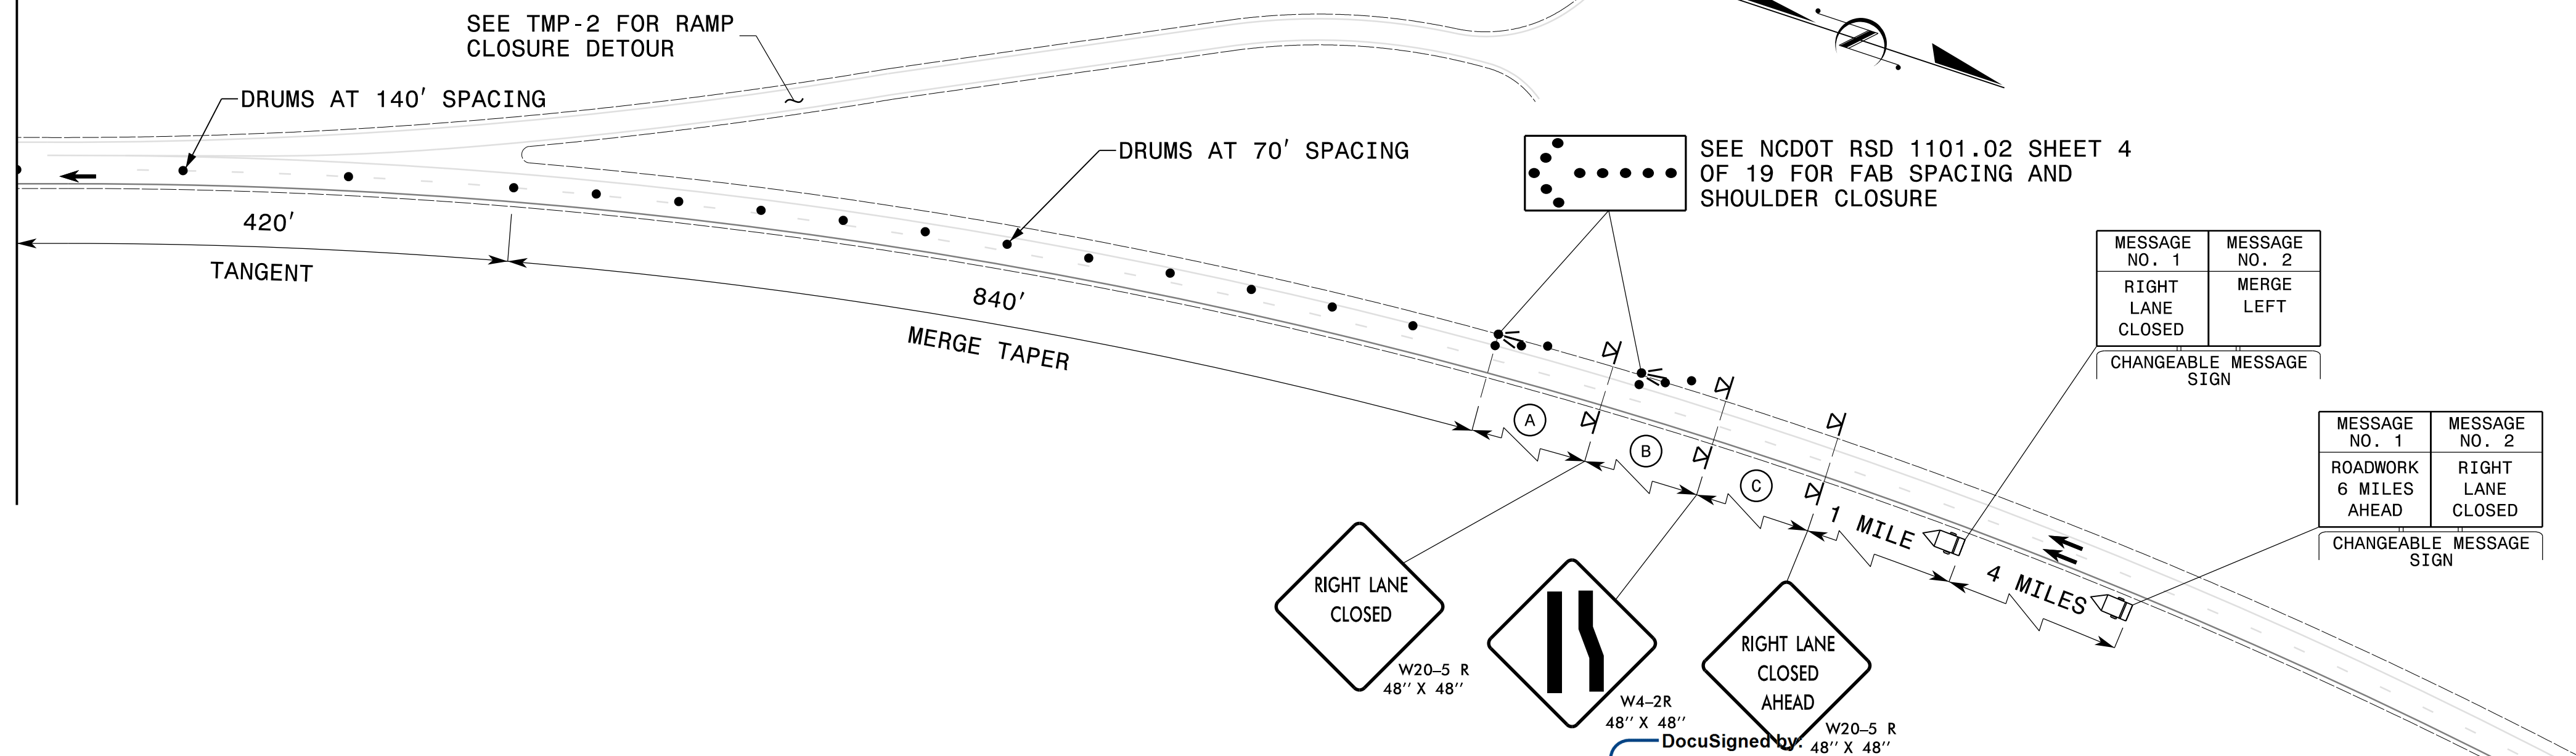 SEE TMP-2 FOR RAMP
CLOSURE DETOUR
DRUMS AT 140' SPACING
DRUMS AT 70' SPACING
SEE NCDOT RSD 1101.02 SHEET 4
OF 19 FOR FAB SPACING AND
SHOULDER CLOSURE
420'
TANGENT
840'
MERGE TAPER
MESSAGE
NO. 1
MESSAGE
NO. 2
RIGHT
LANE
CLOSED
MERGE
LEFT
CHANGEABLE MESSAGE
SIGN
MESSAGE
NO. 1
MESSAGE
NO. 2
ROADWORK
6 MILES
AHEAD
RIGHT
LANE
CLOSED
CHANGEABLE MESSAGE
SIGN
A
B
C
1 MILE
4 MILES
RIGHT LANE
CLOSED
W20-5 R
48'' X 48''
W4-2R
48'' X 48''
RIGHT LANE
CLOSED
AHEAD
W20-5 R
48'' X 48''
DocuSigned by: